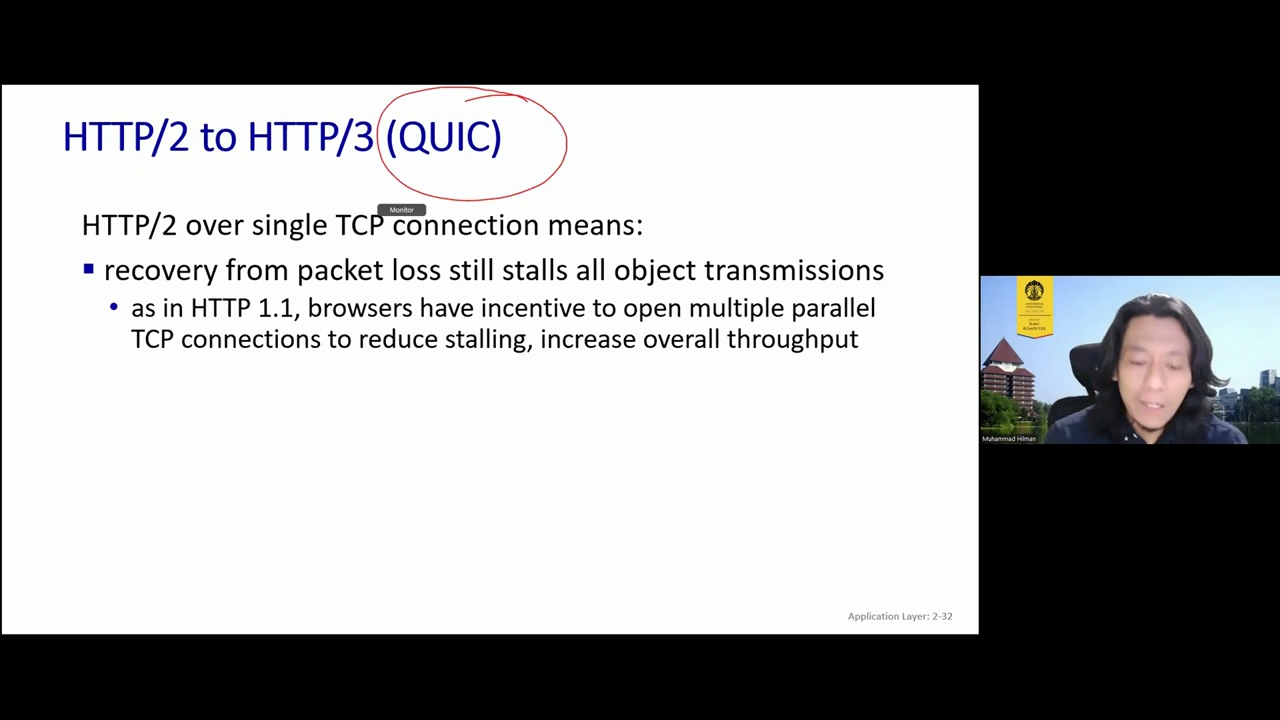 HTTP/2 to HTTP/3 (QUIC)
Monitor
HTTP/2 over single TCP connection means:
▪ recovery from packet loss still stalls all object transmissions
• as in HTTP 1.1, browsers have incentive to open multiple parallel
TCP connections to reduce stalling, increase overall throughput
Application Layer: 2-32
ILMU
KOMPUTER
Muhammad Hilman